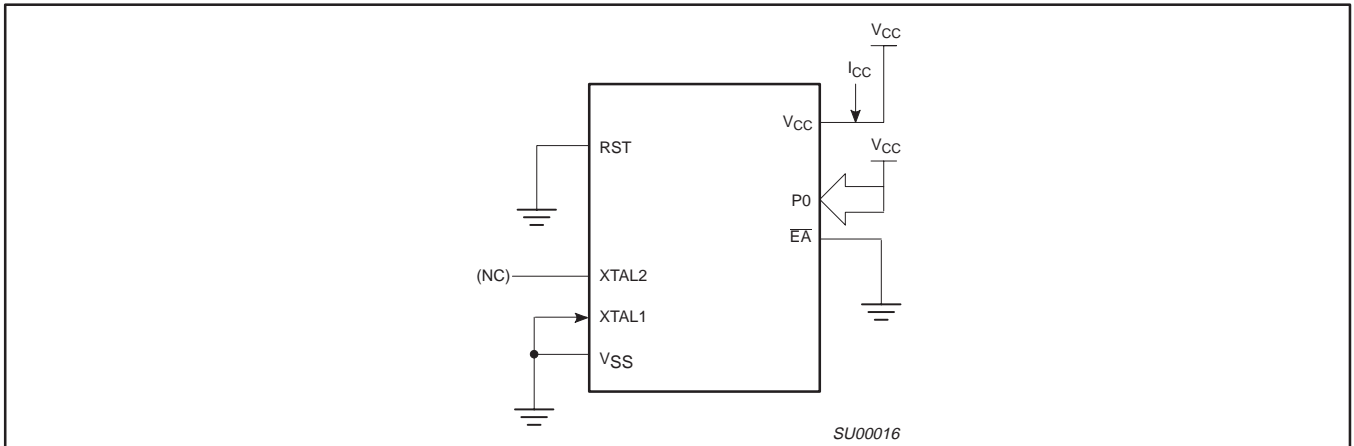 VCC
ICC
VCC
VCC
RST
P0
EA
(NC)
XTAL2
XTAL1
VSS
SU00016